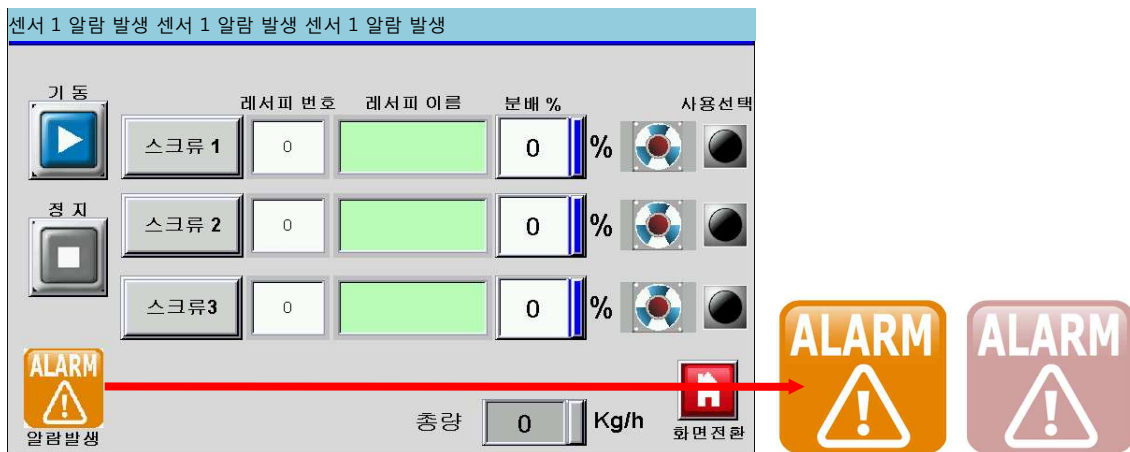 센서 1 알람 발생 센서 1 알람 발생 센서 1 알람 발생
기동
레서피 번호 레서피 이름 분배 % 사용선택
스크류 1 0 0 %
정지
스크류 2 0 0 %
스크류3 0 0 %
ALARM
알람발생
총량 0 Kg/h
화면전환
ALARM ALARM